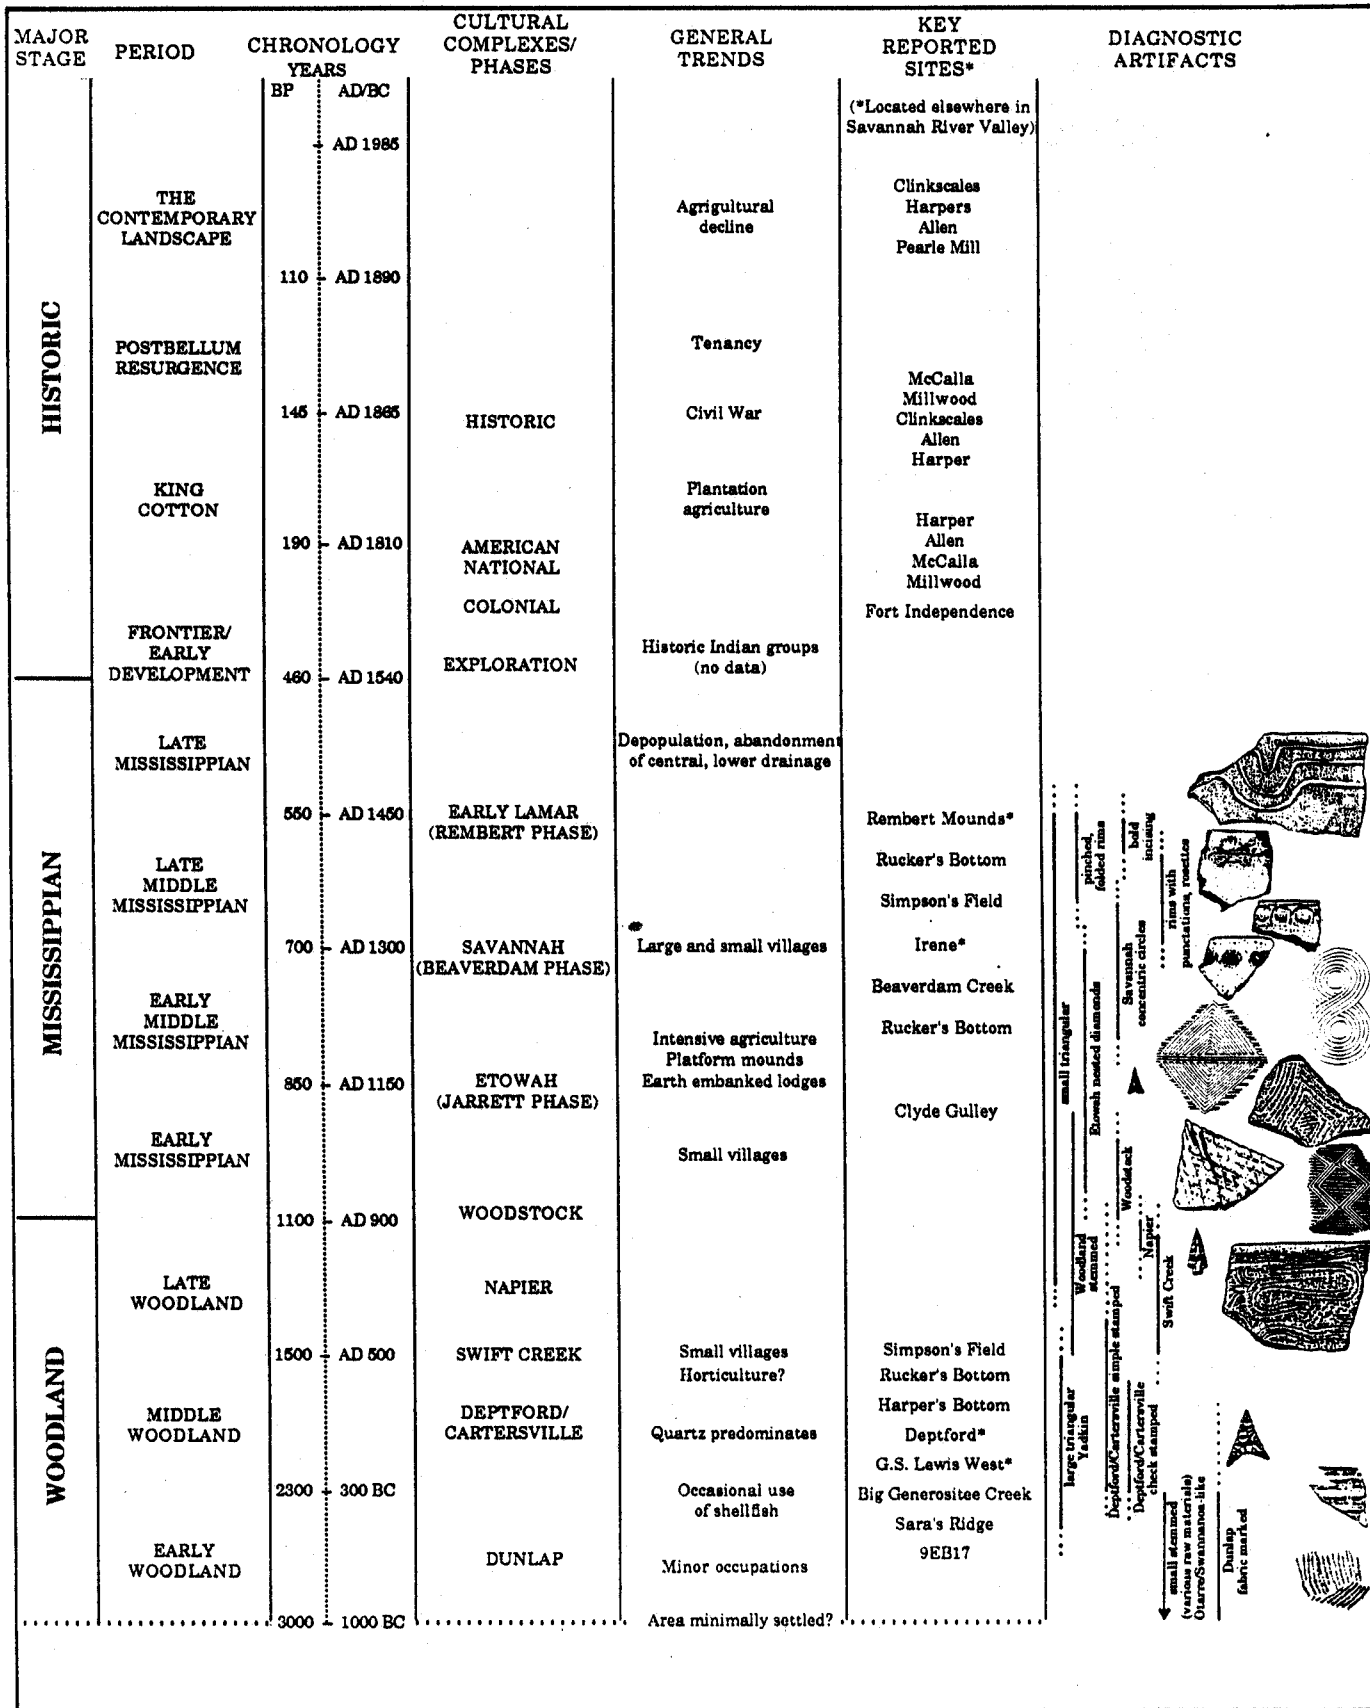 MAJOR STAGE
PERIOD
CHRONOLOGY
YEARS
BP
AD/BC
CULTURAL
COMPLEXES/
PHASES
GENERAL
TRENDS
KEY
REPORTED
SITES*
DIAGNOSTIC
ARTIFACTS
(*Located elsewhere in
Savannah River Valley)
HISTORIC
MISSISSIPPIAN
WOODLAND
THE
CONTEMPORARY
LANDSCAPE
POSTBELLUM
RESURGENCE
KING
COTTON
FRONTIER/
EARLY
DEVELOPMENT
LATE
MISSISSIPPIAN
LATE
MIDDLE
MISSISSIPPIAN
EARLY
MIDDLE
MISSISSIPPIAN
EARLY
MISSISSIPPIAN
LATE
WOODLAND
MIDDLE
WOODLAND
EARLY
WOODLAND
AD 1985
110 AD 1890
145 AD 1865
190 AD 1810
460 AD 1540
550 AD 1450
700 AD 1300
850 AD 1150
1100 AD 900
1500 AD 500
2300 300 BC
3000 1000 BC
HISTORIC
AMERICAN
NATIONAL
COLONIAL
EXPLORATION
EARLY LAMAR
(REMBERT PHASE)
SAVANNAH
(BEAVERDAM PHASE)
ETOWAH
(JARRETT PHASE)
WOODSTOCK
NAPIER
SWIFT CREEK
DEPTFORD/
CARTERSVILLE
DUNLAP
Agrigultural
decline
Tenancy
Civil War
Plantation
agriculture
Historic Indian groups
(no data)
Depopulation, abandonment
of central, lower drainage
Large and small villages
Intensive agriculture
Platform mounds
Earth embanked lodges
Small villages
Small villages
Horticulture?
Quartz predominates
Occasional use
of shellfish
Minor occupations
Area minimally settled?
Clinkscales
Harpers
Allen
Pearle Mill
McCalla
Millwood
Clinkscales
Allen
Harper
Harper
Allen
McCalla
Millwood
Fort Independence
Rembert Mounds*
Rucker's Bottom
Simpson's Field
Irene*
Beaverdam Creek
Rucker's Bottom
Clyde Gulley
Simpson's Field
Rucker's Bottom
Harper's Bottom
Deptford*
G.S. Lewis West*
Big Generositee Creek
Sara's Ridge
9EB17
small triangular
pinched,
folded rims
bold
incising
rims with
punctations, rosettes
Savannah
concentric circles
Etowah nested diamonds
Woodstock
Napier
Swift Creek
Woodland
stemmed
large triangular
Yadkin
Deptford/Cartersville simple stamped
Deptford/Cartersville
check stamped
small stemmed
(various raw materials)
Otarre/Swannanoa-like
Dunlap
fabric marked